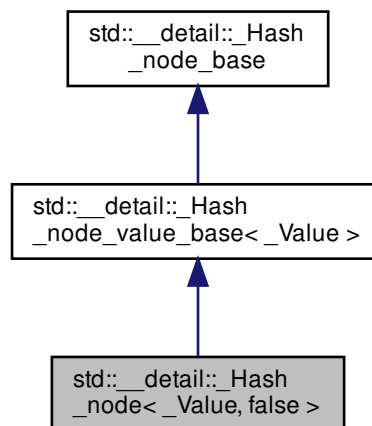 std::__detail::_Hash
_node_base
std::__detail::_Hash
_node_value_base< _Value >
std::__detail::_Hash
_node< _Value, false >